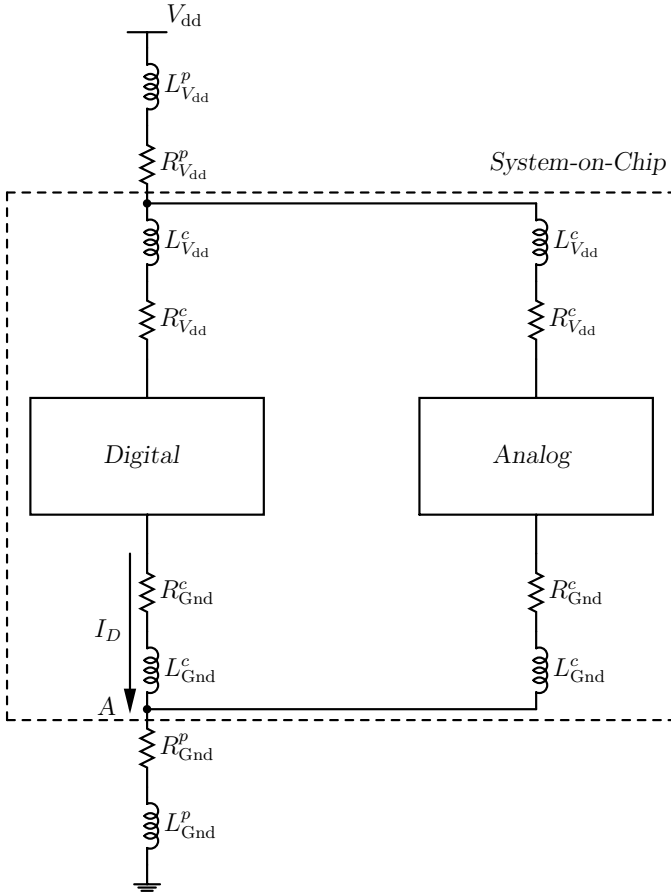 V_dd
L^p_{V_dd}
R^p_{V_dd}
System-on-Chip
L^c_{V_dd}
L^c_{V_dd}
R^c_{V_dd}
R^c_{V_dd}
Digital
Analog
R^c_Gnd
R^c_Gnd
I_D
L^c_Gnd
L^c_Gnd
A
R^p_Gnd
L^p_Gnd